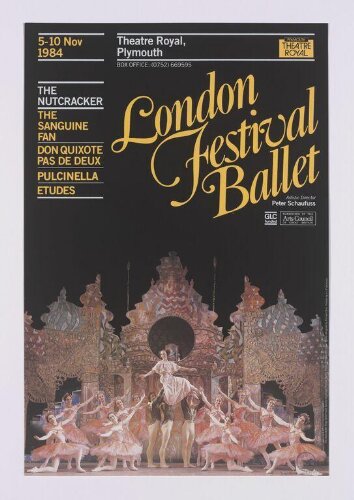 5-10 Nov
1984
Theatre Royal,
Plymouth
BOX OFFICE: (0752) 669595
THEATRE
ROYAL
THE
NUTCRACKER
THE
SANGUINE
FAN
DON QUIXOTE
PAS DE DEUX
PULCINELLA
ETUDES
London
Festival
Ballet
Artistic Director
Peter Schaufuss
GLC
Arts Council